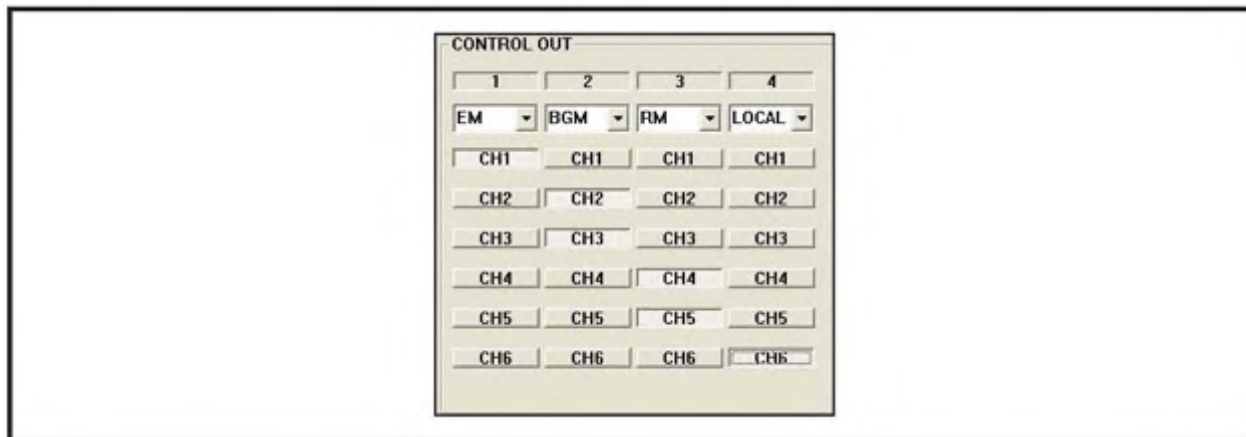 CONTROL OUT
1 2 3 4
EM BGM RM LOCAL
CH1 CH1 CH1 CH1
CH2 CH2 CH2 CH2
CH3 CH3 CH3 CH3
CH4 CH4 CH4 CH4
CH5 CH5 CH5 CH5
CH6 CH6 CH6 CH6